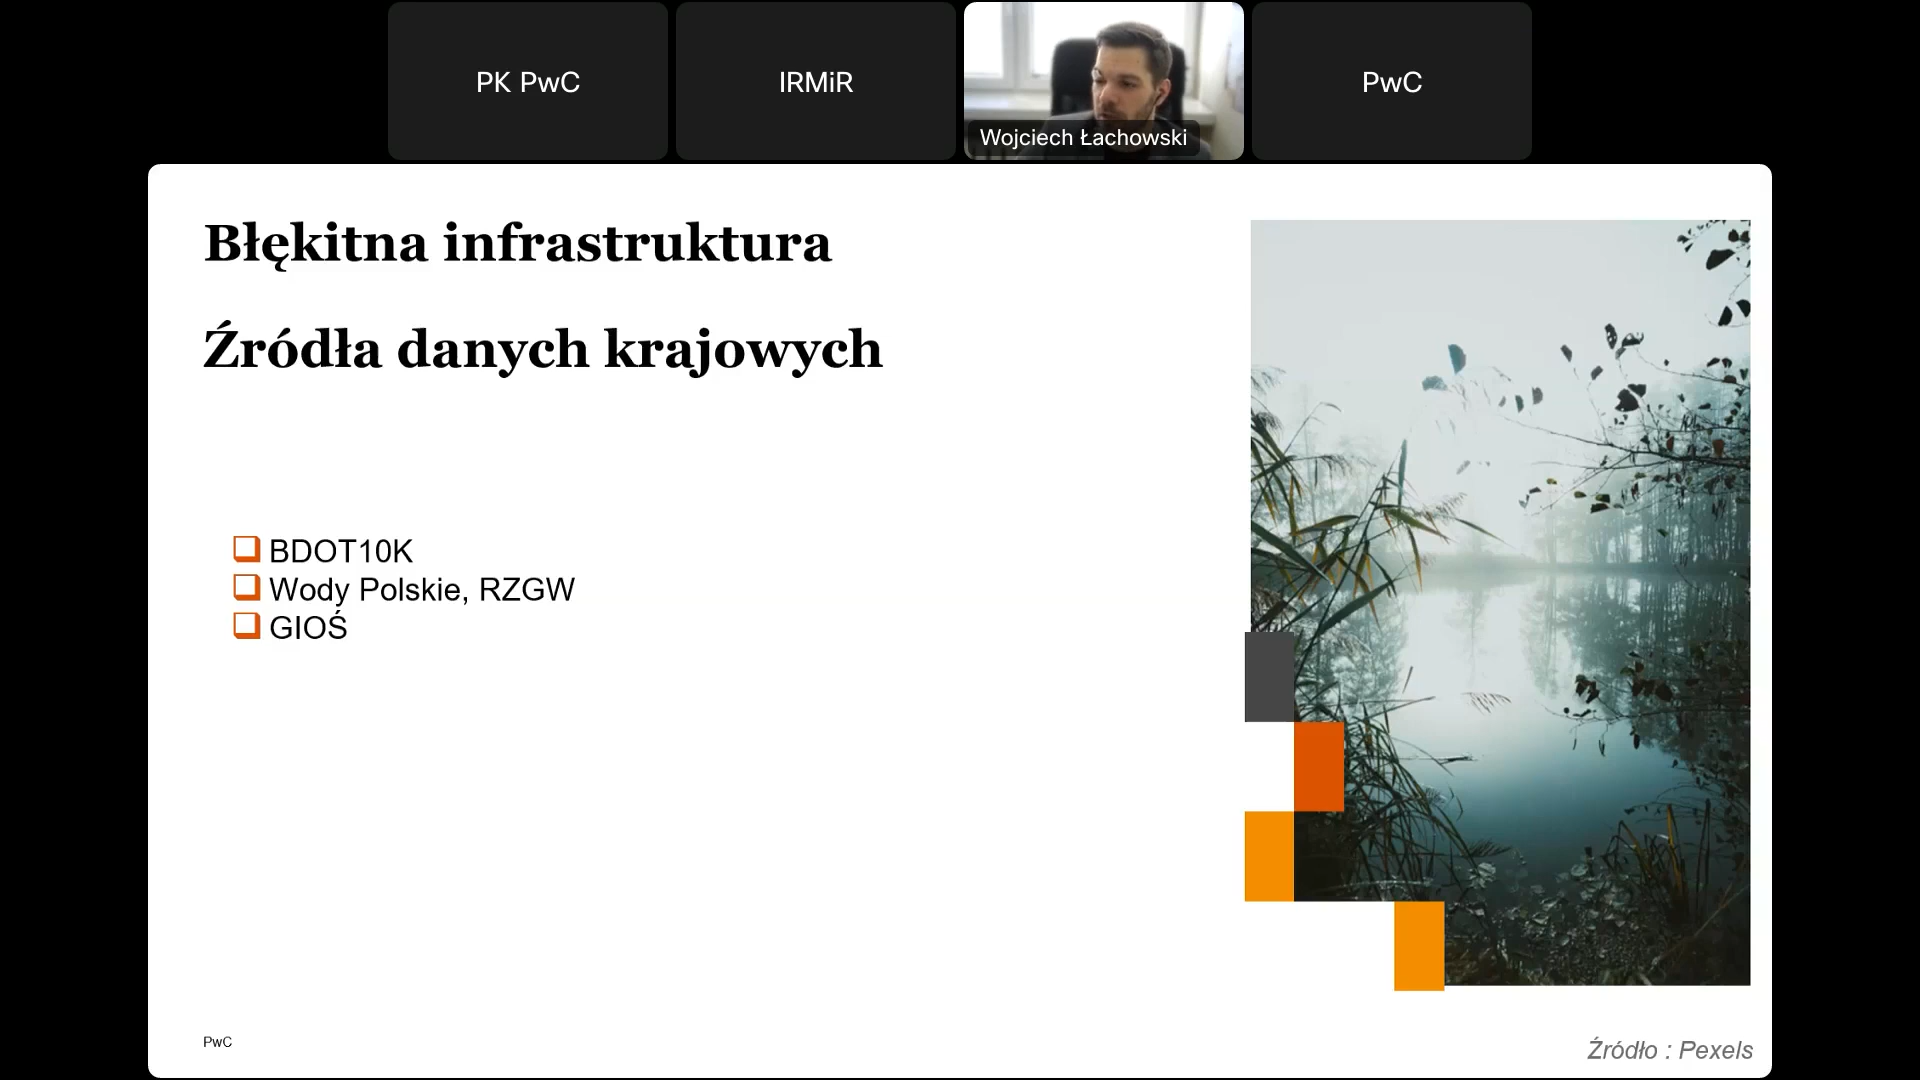 PK PwC
IRMiR
Wojciech Łachowski
PwC
Błękitna infrastruktura
Źródła danych krajowych
BDOT10K
Wody Polskie, RZGW
GIOŚ
PwC
Źródło : Pexels